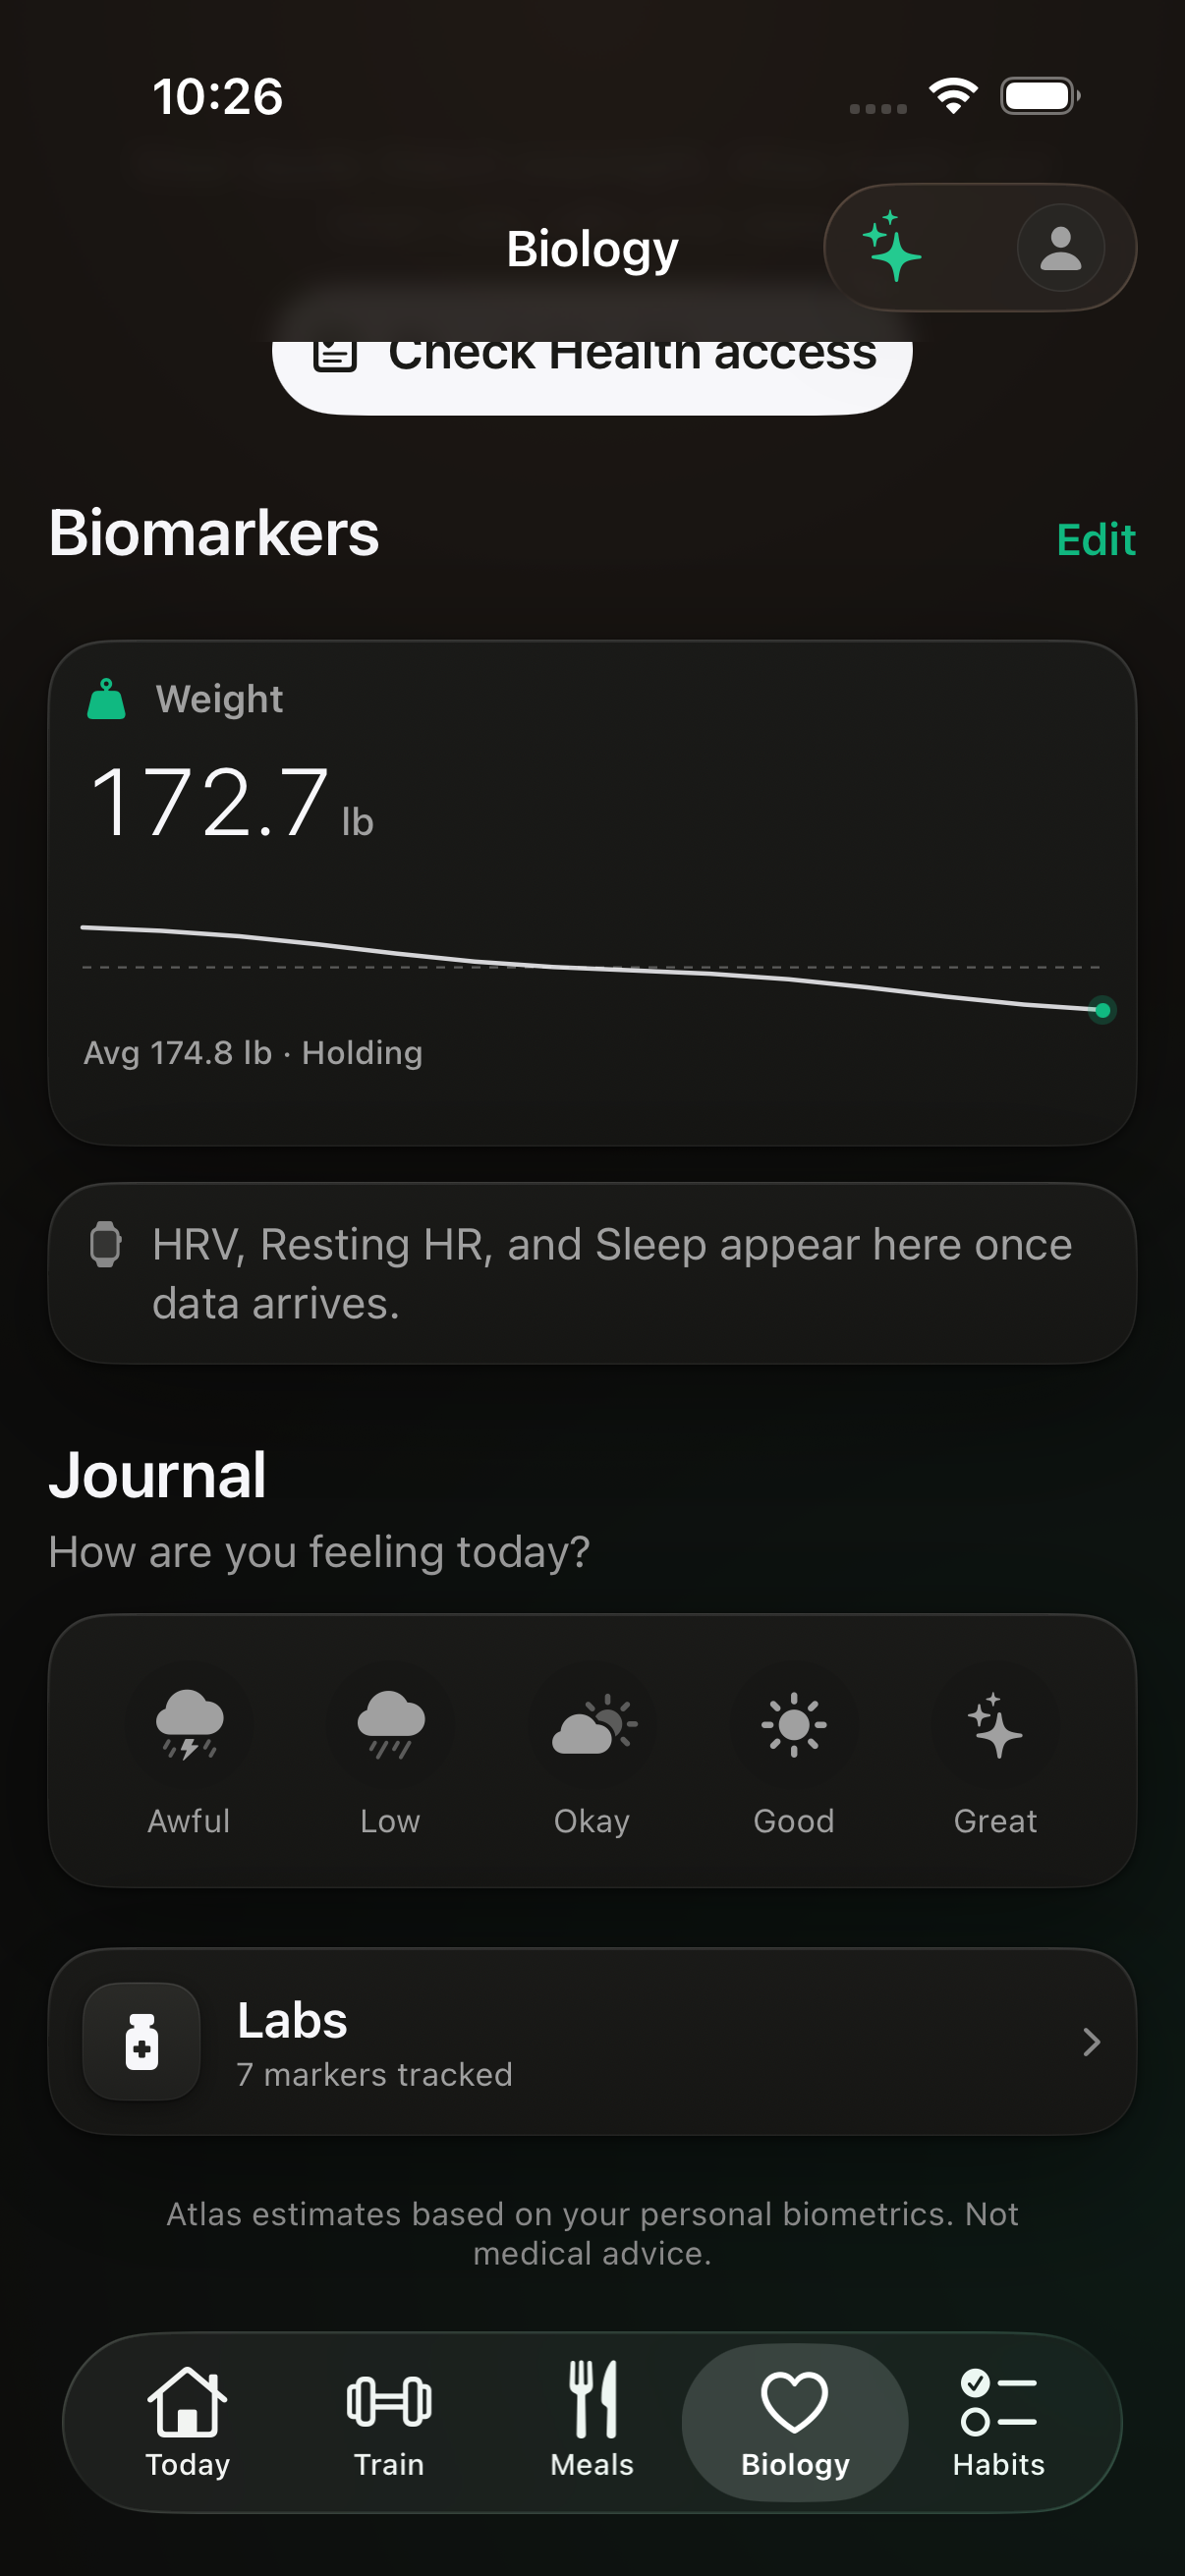 10:26
Biology
Check Health access
Biomarkers
Edit
Weight
172.7 lb
Avg 174.8 lb · Holding
HRV, Resting HR, and Sleep appear here once
data arrives.
Journal
How are you feeling today?
Awful
Low
Okay
Good
Great
Labs
7 markers tracked
Atlas estimates based on your personal biometrics. Not
medical advice.
Today
Train
Meals
Biology
Habits